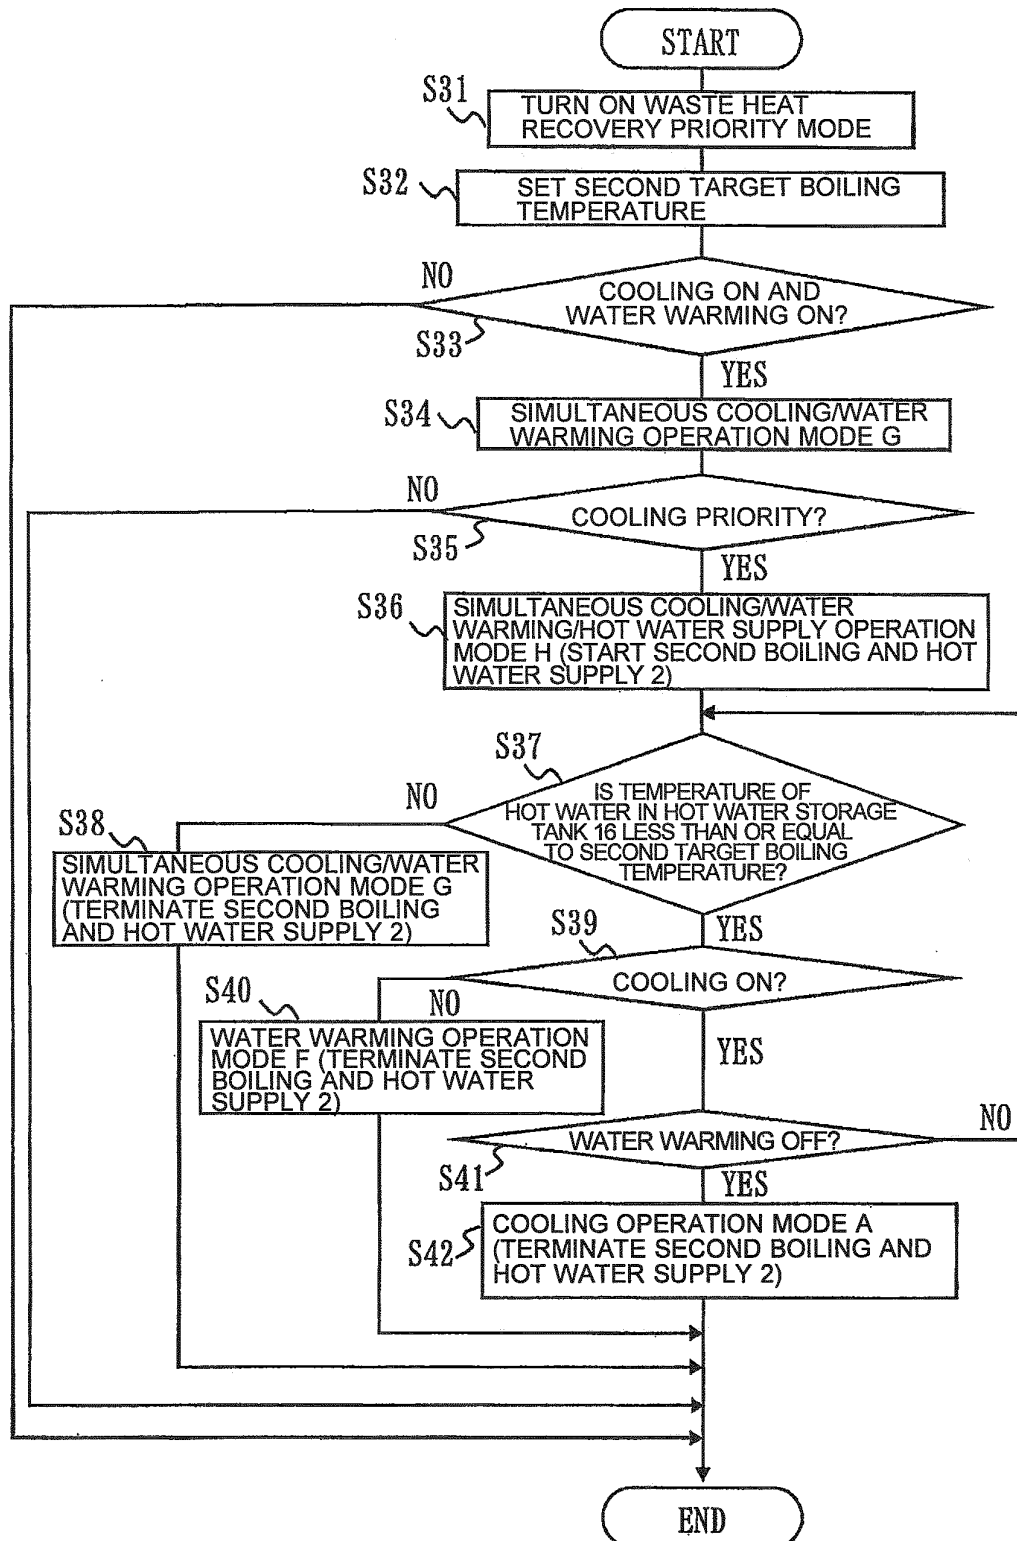 START
S31
TURN ON WASTE HEAT
RECOVERY PRIORITY MODE
S32
SET SECOND TARGET BOILING
TEMPERATURE
NO
COOLING ON AND
WATER WARMING ON?
S33
YES
S34
SIMULTANEOUS COOLING/WATER
WARMING OPERATION MODE G
NO
COOLING PRIORITY?
S35
YES
S36
SIMULTANEOUS COOLING/WATER
WARMING/HOT WATER SUPPLY OPERATION
MODE H (START SECOND BOILING AND HOT
WATER SUPPLY 2)
S37
IS TEMPERATURE OF
HOT WATER IN HOT WATER STORAGE
TANK 16 LESS THAN OR EQUAL
TO SECOND TARGET BOILING
TEMPERATURE?
NO
S38
SIMULTANEOUS COOLING/WATER
WARMING OPERATION MODE G
(TERMINATE SECOND BOILING
AND HOT WATER SUPPLY 2)
YES
S39
COOLING ON?
NO
S40
WATER WARMING OPERATION
MODE F (TERMINATE SECOND
BOILING AND HOT WATER
SUPPLY 2)
YES
WATER WARMING OFF?
NO
S41
YES
S42
COOLING OPERATION MODE A
(TERMINATE SECOND BOILING AND
HOT WATER SUPPLY 2)
END